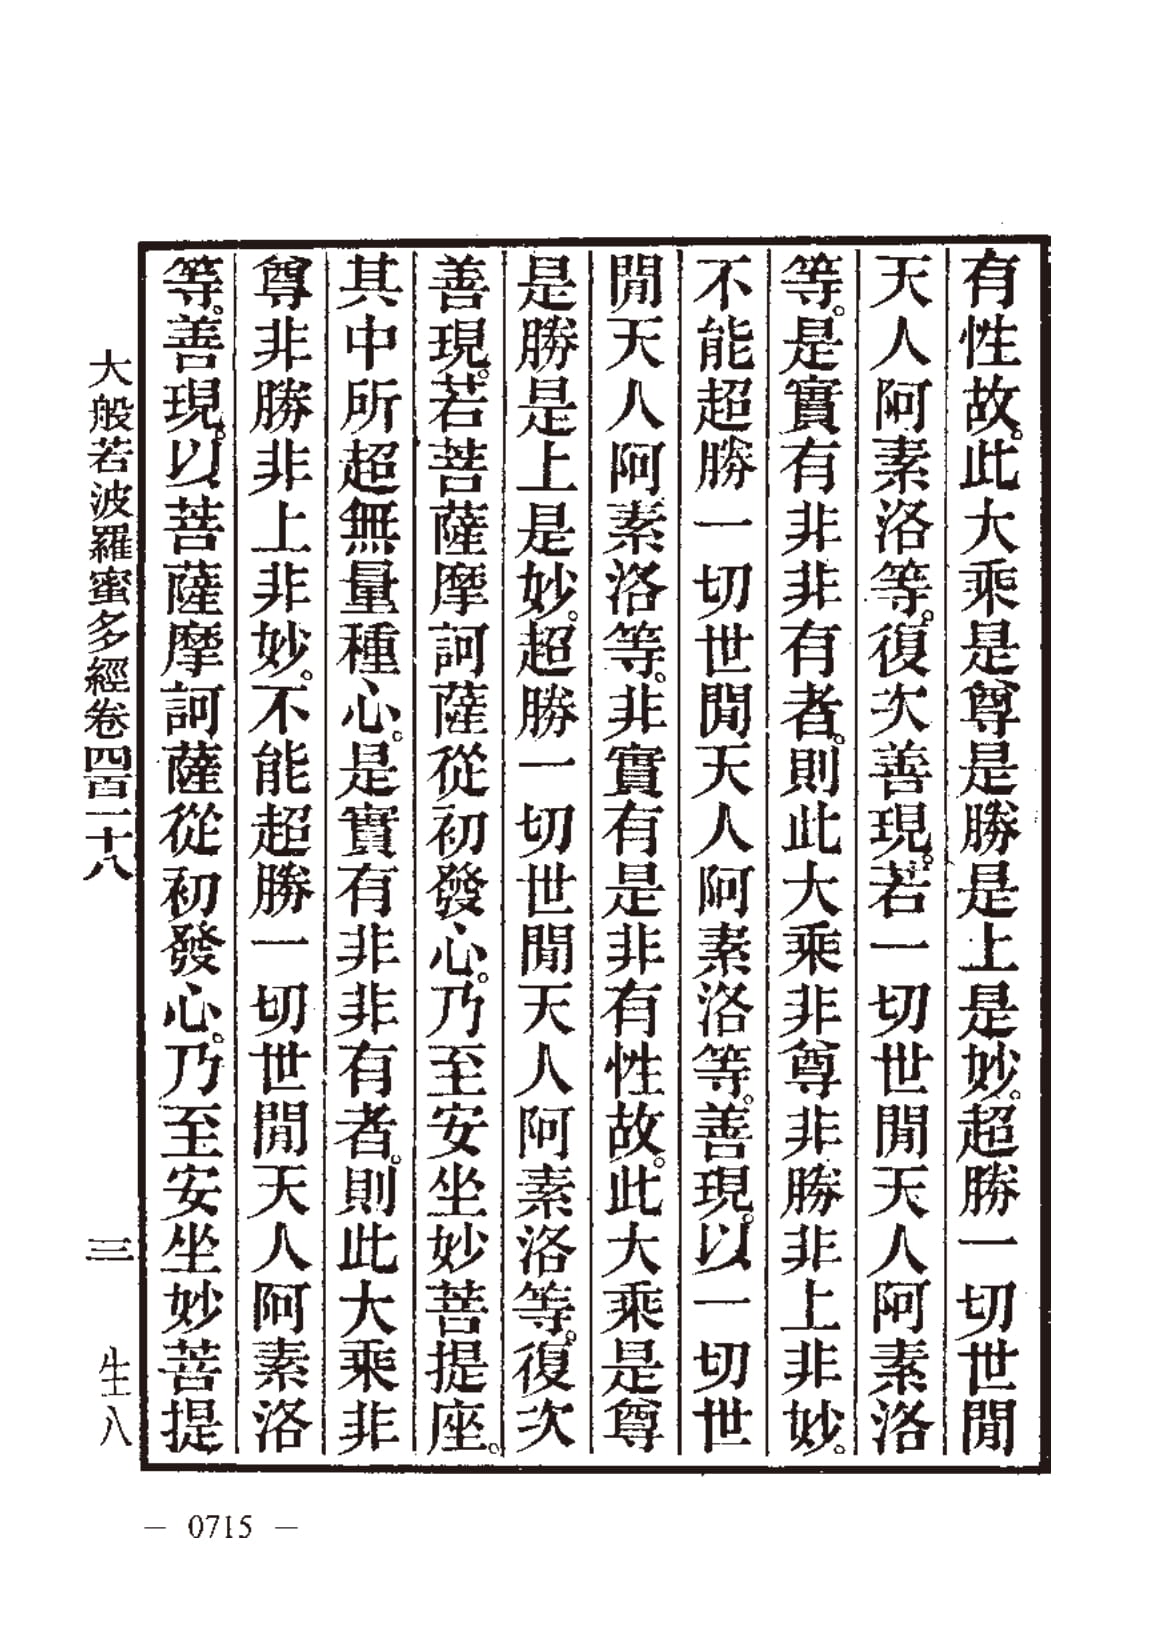 有性故。此大乘是尊是勝是上是妙。超勝一切世閒
天人阿素洛等。復次善現。若一切世閒天人阿素洛
等。是實有非非有者。則此大乘非尊非勝非上非妙。
不能超勝一切世閒天人阿素洛等。善現。以一切世
閒天人阿素洛等。非實有是非有性故。此大乘是尊
是勝是上是妙。超勝一切世閒天人阿素洛等。復次
善現。若菩薩摩訶薩從初發心。乃至安坐妙菩提座。
其中所超無量種心。是實有非非有者。則此大乘非
尊非勝非上非妙。不能超勝一切世閒天人阿素洛
等。善現。以菩薩摩訶薩從初發心。乃至安坐妙菩提
大般若波羅蜜多經卷四百一十八 三 生八
— 0715 —